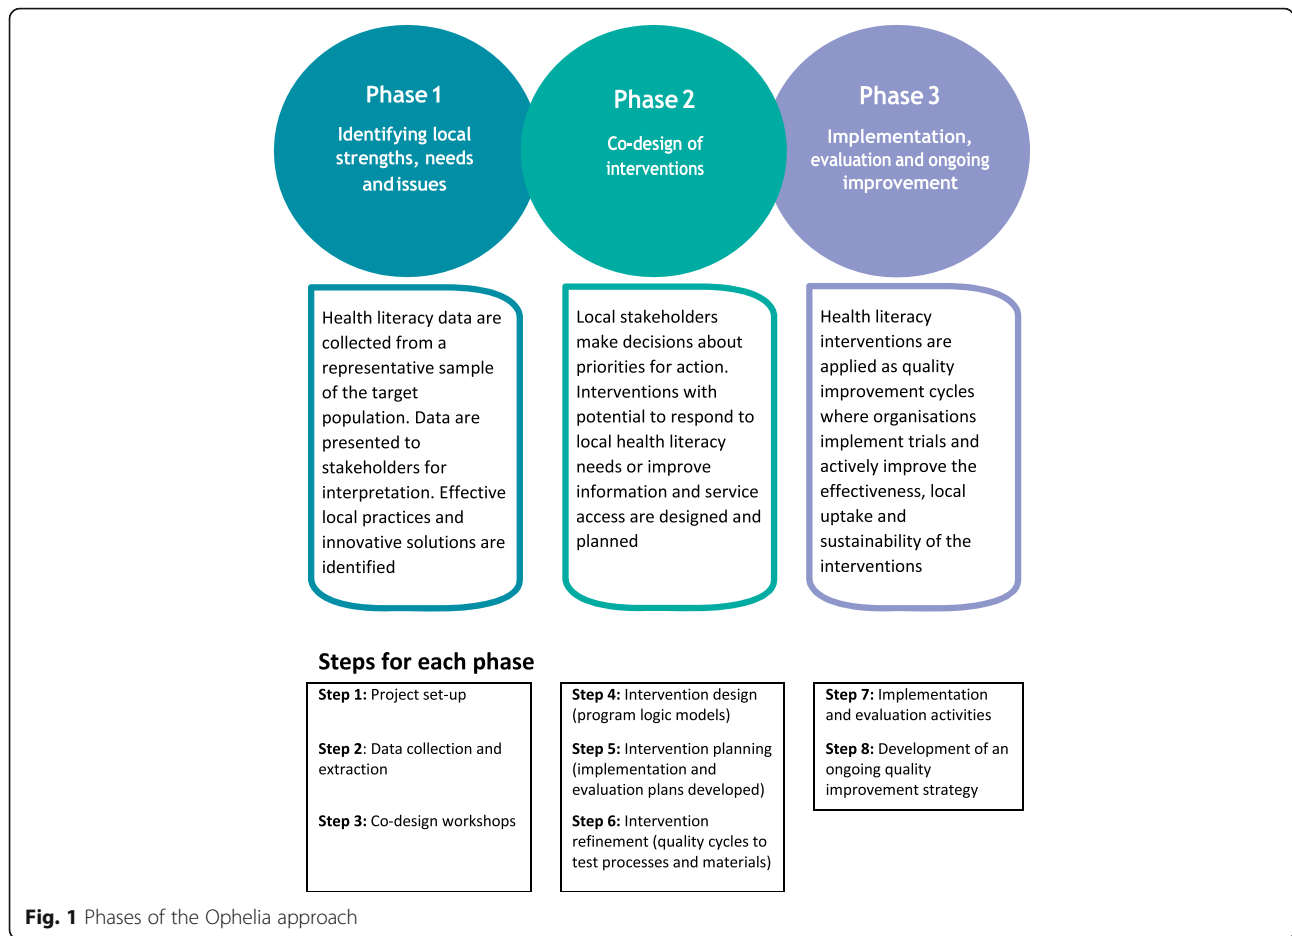 Phase 1
Identifying local
strengths, needs
and issues
Phase 2
Co-design of
interventions
Phase 3
Implementation,
evaluation and ongoing
improvement
Health literacy data are
collected from a
representative sample
of the target
population. Data are
presented to
stakeholders for
interpretation. Effective
local practices and
innovative solutions are
identified
Local stakeholders
make decisions about
priorities for action.
Interventions with
potential to respond to
local health literacy
needs or improve
information and service
access are designed and
planned
Health literacy
interventions are
applied as quality
improvement cycles
where organisations
implement trials and
actively improve the
effectiveness, local
uptake and
sustainability of the
interventions
Steps for each phase
Step 1: Project set-up
Step 2: Data collection and
extraction
Step 3: Co-design workshops
Step 4: Intervention design
(program logic models)
Step 5: Intervention planning
(implementation and
evaluation plans developed)
Step 6: Intervention
refinement (quality cycles to
test processes and materials)
Step 7: Implementation
and evaluation activities
Step 8: Development of an
ongoing quality
improvement strategy
Fig. 1 Phases of the Ophelia approach